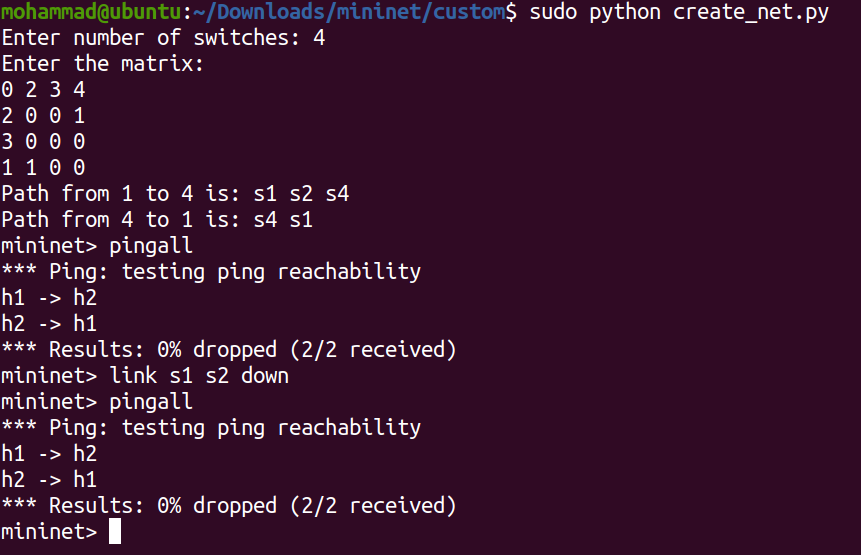 mohammad@ubuntu:~/Downloads/mininet/custom$ sudo python create_net.py
Enter number of switches: 4
Enter the matrix:
0 2 3 4
2 0 0 1
3 0 0 0
1 1 0 0
Path from 1 to 4 is: s1 s2 s4
Path from 4 to 1 is: s4 s1
mininet> pingall
*** Ping: testing ping reachability
h1 -> h2
h2 -> h1
*** Results: 0% dropped (2/2 received)
mininet> link s1 s2 down
mininet> pingall
*** Ping: testing ping reachability
h1 -> h2
h2 -> h1
*** Results: 0% dropped (2/2 received)
mininet>